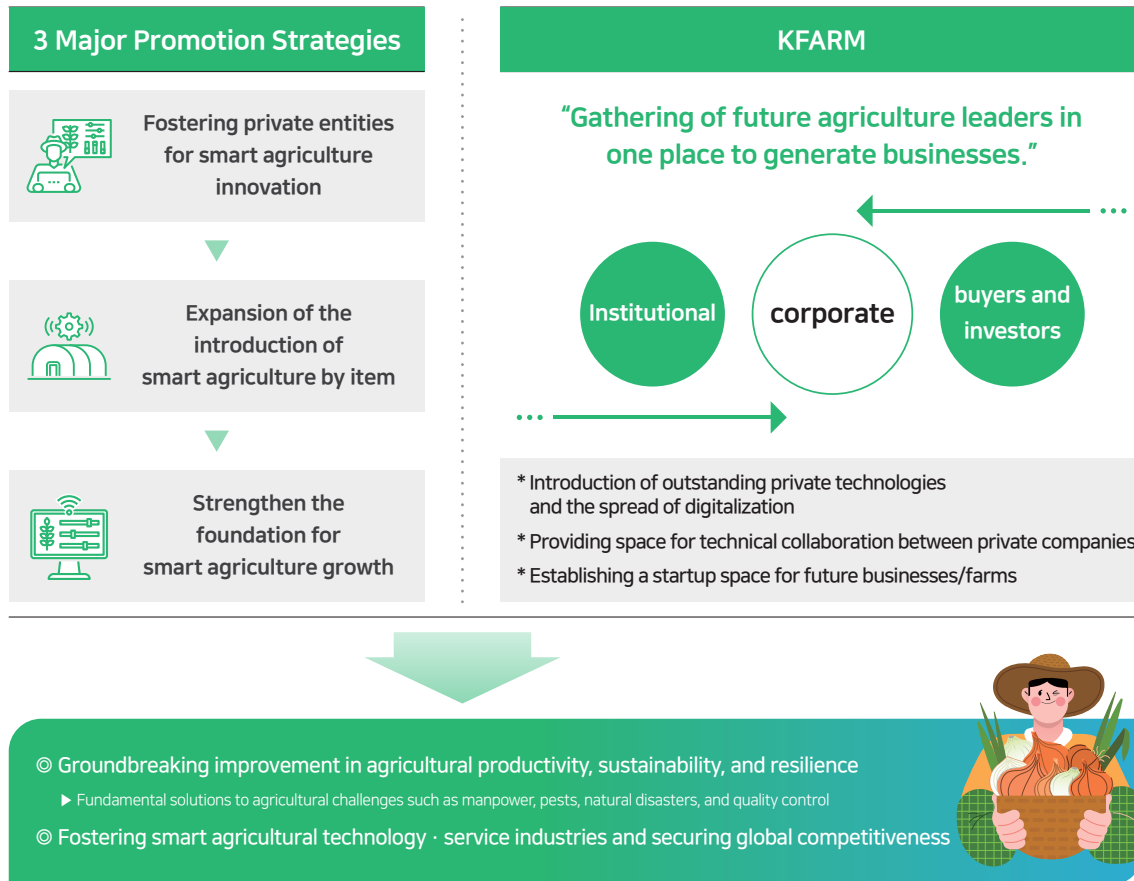 3 Major Promotion Strategies
Fostering private entities
for smart agriculture
innovation
Expansion of the
introduction of
smart agriculture by item
Strengthen the
foundation for
smart agriculture growth
KFARM
“Gathering of future agriculture leaders in
one place to generate businesses.”
Institutional
corporate
buyers and
investors
* Introduction of outstanding private technologies
and the spread of digitalization
* Providing space for technical collaboration between private companies
* Establishing a startup space for future businesses/farms
◎ Groundbreaking improvement in agricultural productivity, sustainability, and resilience
▶ Fundamental solutions to agricultural challenges such as manpower, pests, natural disasters, and quality control
◎ Fostering smart agricultural technology · service industries and securing global competitiveness